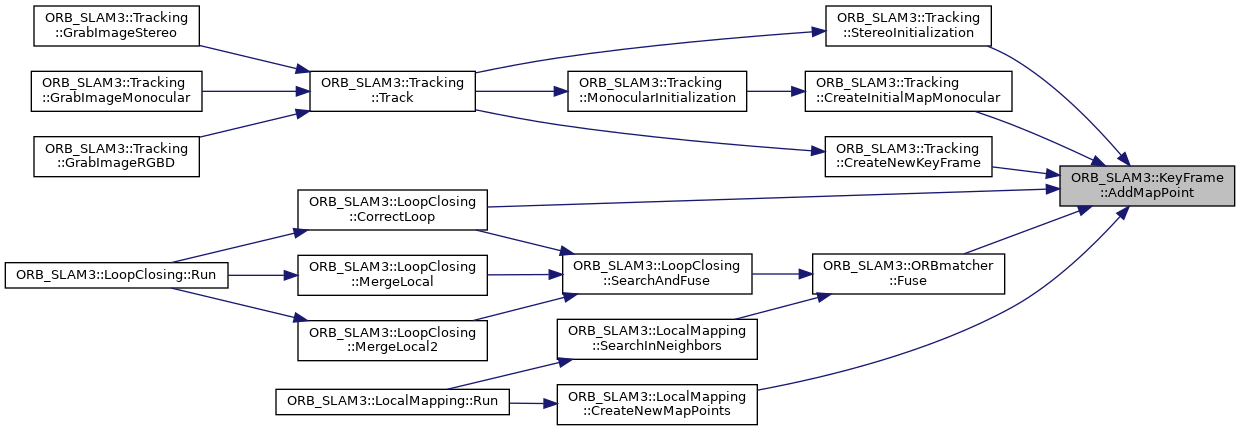 ORB_SLAM3::Tracking
::GrabImageStereo
ORB_SLAM3::Tracking
::StereoInitialization
ORB_SLAM3::Tracking
::GrabImageMonocular
ORB_SLAM3::Tracking
::Track
ORB_SLAM3::Tracking
::MonocularInitialization
ORB_SLAM3::Tracking
::CreateInitialMapMonocular
ORB_SLAM3::Tracking
::GrabImageRGBD
ORB_SLAM3::Tracking
::CreateNewKeyFrame
ORB_SLAM3::KeyFrame
::AddMapPoint
ORB_SLAM3::LoopClosing
::CorrectLoop
ORB_SLAM3::LoopClosing::Run
ORB_SLAM3::LoopClosing
::MergeLocal
ORB_SLAM3::LoopClosing
::SearchAndFuse
ORB_SLAM3::ORBmatcher
::Fuse
ORB_SLAM3::LoopClosing
::MergeLocal2
ORB_SLAM3::LocalMapping
::SearchInNeighbors
ORB_SLAM3::LocalMapping::Run
ORB_SLAM3::LocalMapping
::CreateNewMapPoints